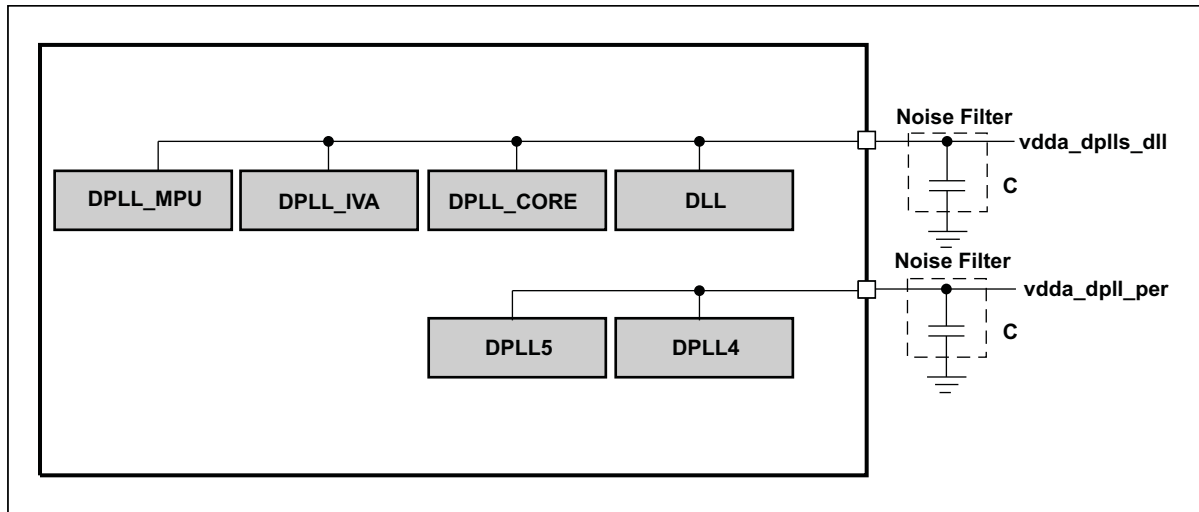 Noise Filter
vdda_dplls_dll
C
DPLL_MPU
DPLL_IVA
DPLL_CORE
DLL
Noise Filter
vdda_dpll_per
C
DPLL5
DPLL4